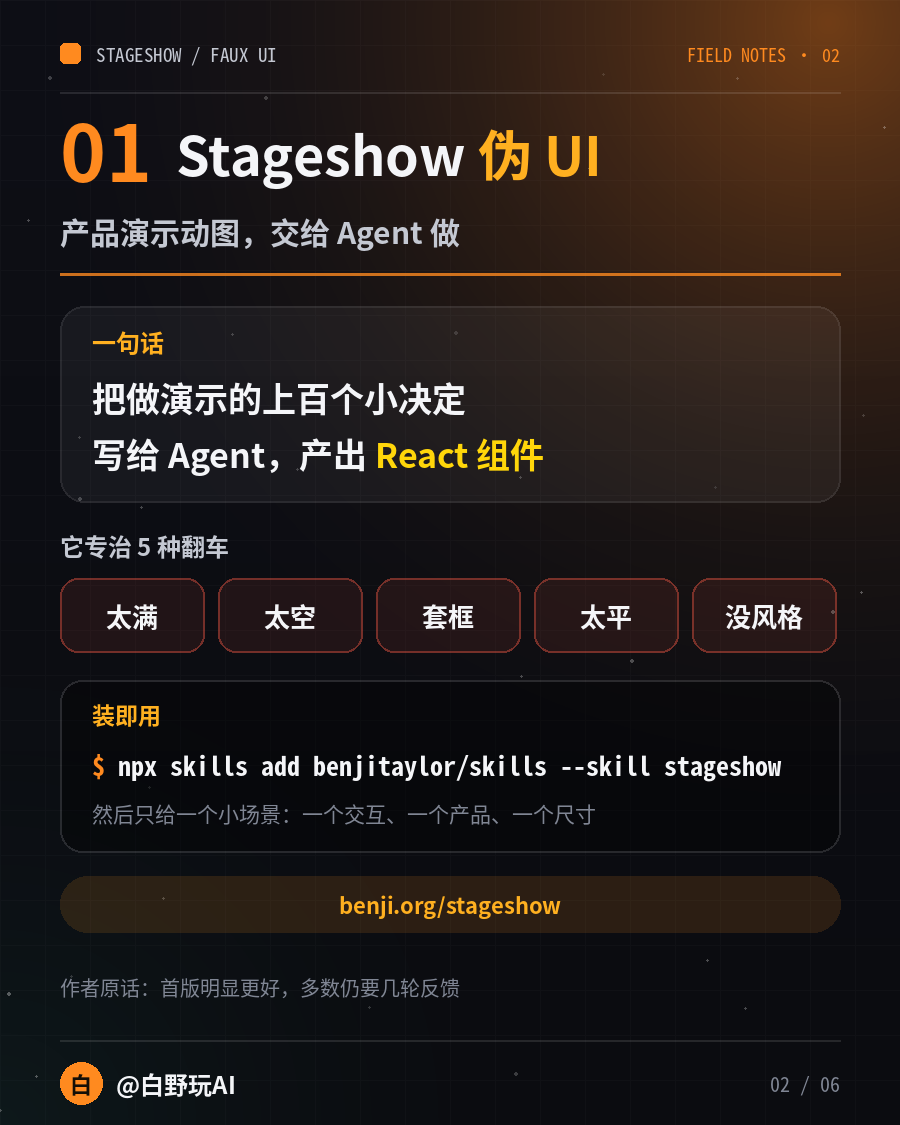 STAGESHOW / FAUX UI
FIELD NOTES • 02
01 Stageshow 伪 UI
产品演示动图，交给 Agent 做
一句话
把做演示的上百个小决定
写给 Agent，产出 React 组件
它专治 5 种翻车
太满
太空
套框
太平
没风格
装即用
$ npx skills add benjitaylor/skills --skill stageshow
然后只给一个小场景：一个交互、一个产品、一个尺寸
benji.org/stageshow
作者原话：首版明显更好，多数仍要几轮反馈
白 @白野玩AI
02 / 06